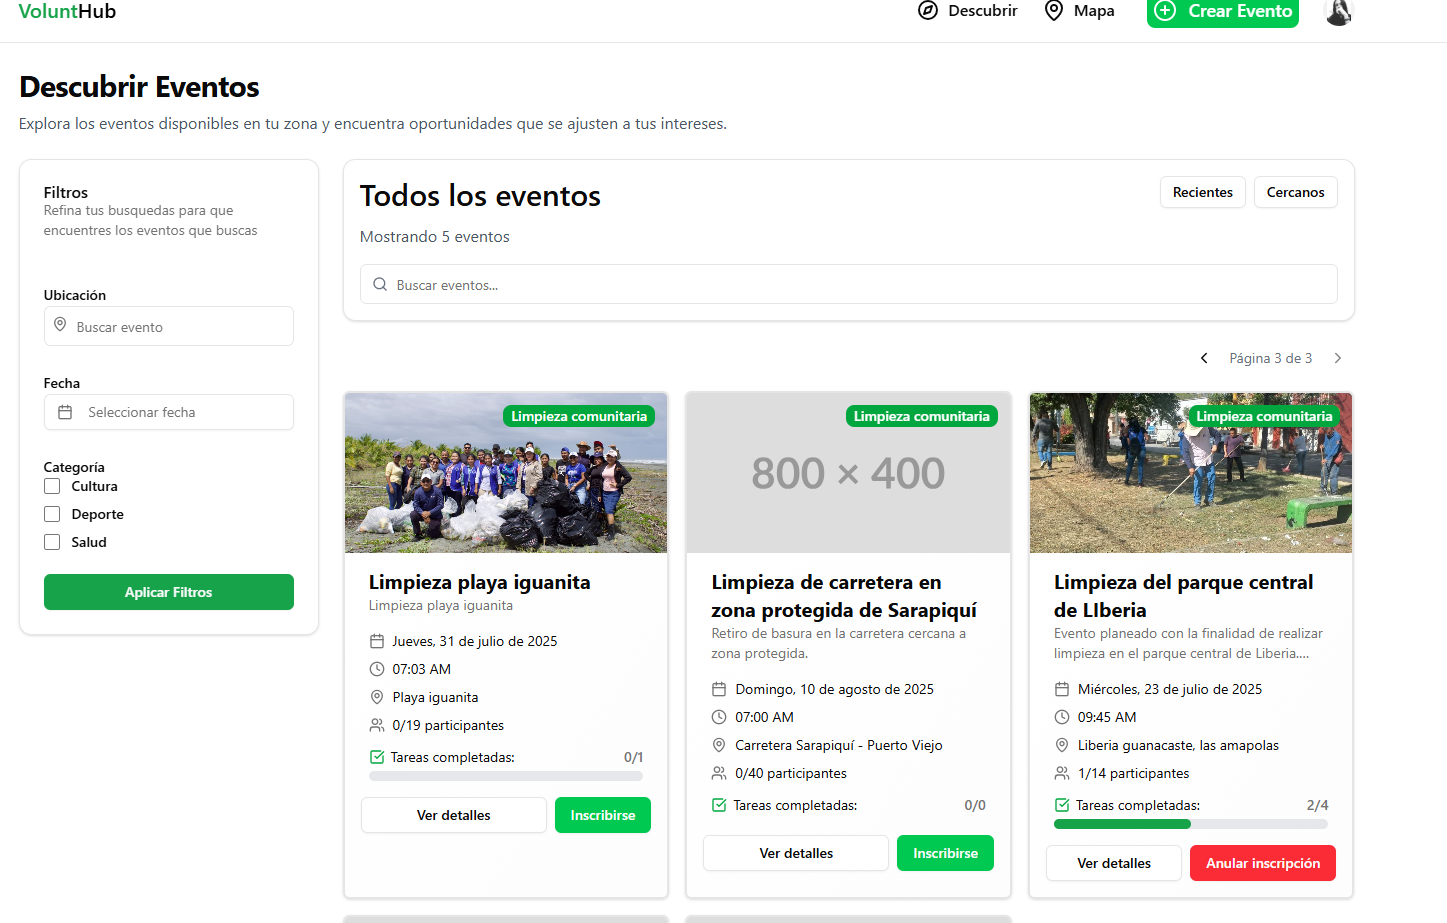 VoluntHub
Descubrir
Mapa
Crear Evento
Descubrir Eventos
Explora los eventos disponibles en tu zona y encuentra oportunidades que se ajusten a tus intereses.
Filtros
Refina tus busquedas para que
encuentres los eventos que buscas
Ubicación
Buscar evento
Fecha
Seleccionar fecha
Categoría
Cultura
Deporte
Salud
Aplicar Filtros
Todos los eventos
Recientes
Cercanos
Mostrando 5 eventos
Buscar eventos...
Página 3 de 3
Limpieza comunitaria
Limpieza playa iguanita
Limpieza playa iguanita
Jueves, 31 de julio de 2025
07:03 AM
Playa iguanita
0/19 participantes
Tareas completadas: 0/1
Ver detalles
Inscribirse
Limpieza comunitaria
800 × 400
Limpieza de carretera en
zona protegida de Sarapiquí
Retiro de basura en la carretera cercana a
zona protegida.
Domingo, 10 de agosto de 2025
07:00 AM
Carretera Sarapiquí - Puerto Viejo
0/40 participantes
Tareas completadas: 0/0
Ver detalles
Inscribirse
Limpieza comunitaria
Limpieza del parque central
de LIberia
Evento planeado con la finalidad de realizar
limpieza en el parque central de Liberia....
Miércoles, 23 de julio de 2025
09:45 AM
Liberia guanacaste, las amapolas
1/14 participantes
Tareas completadas: 2/4
Ver detalles
Anular inscripción